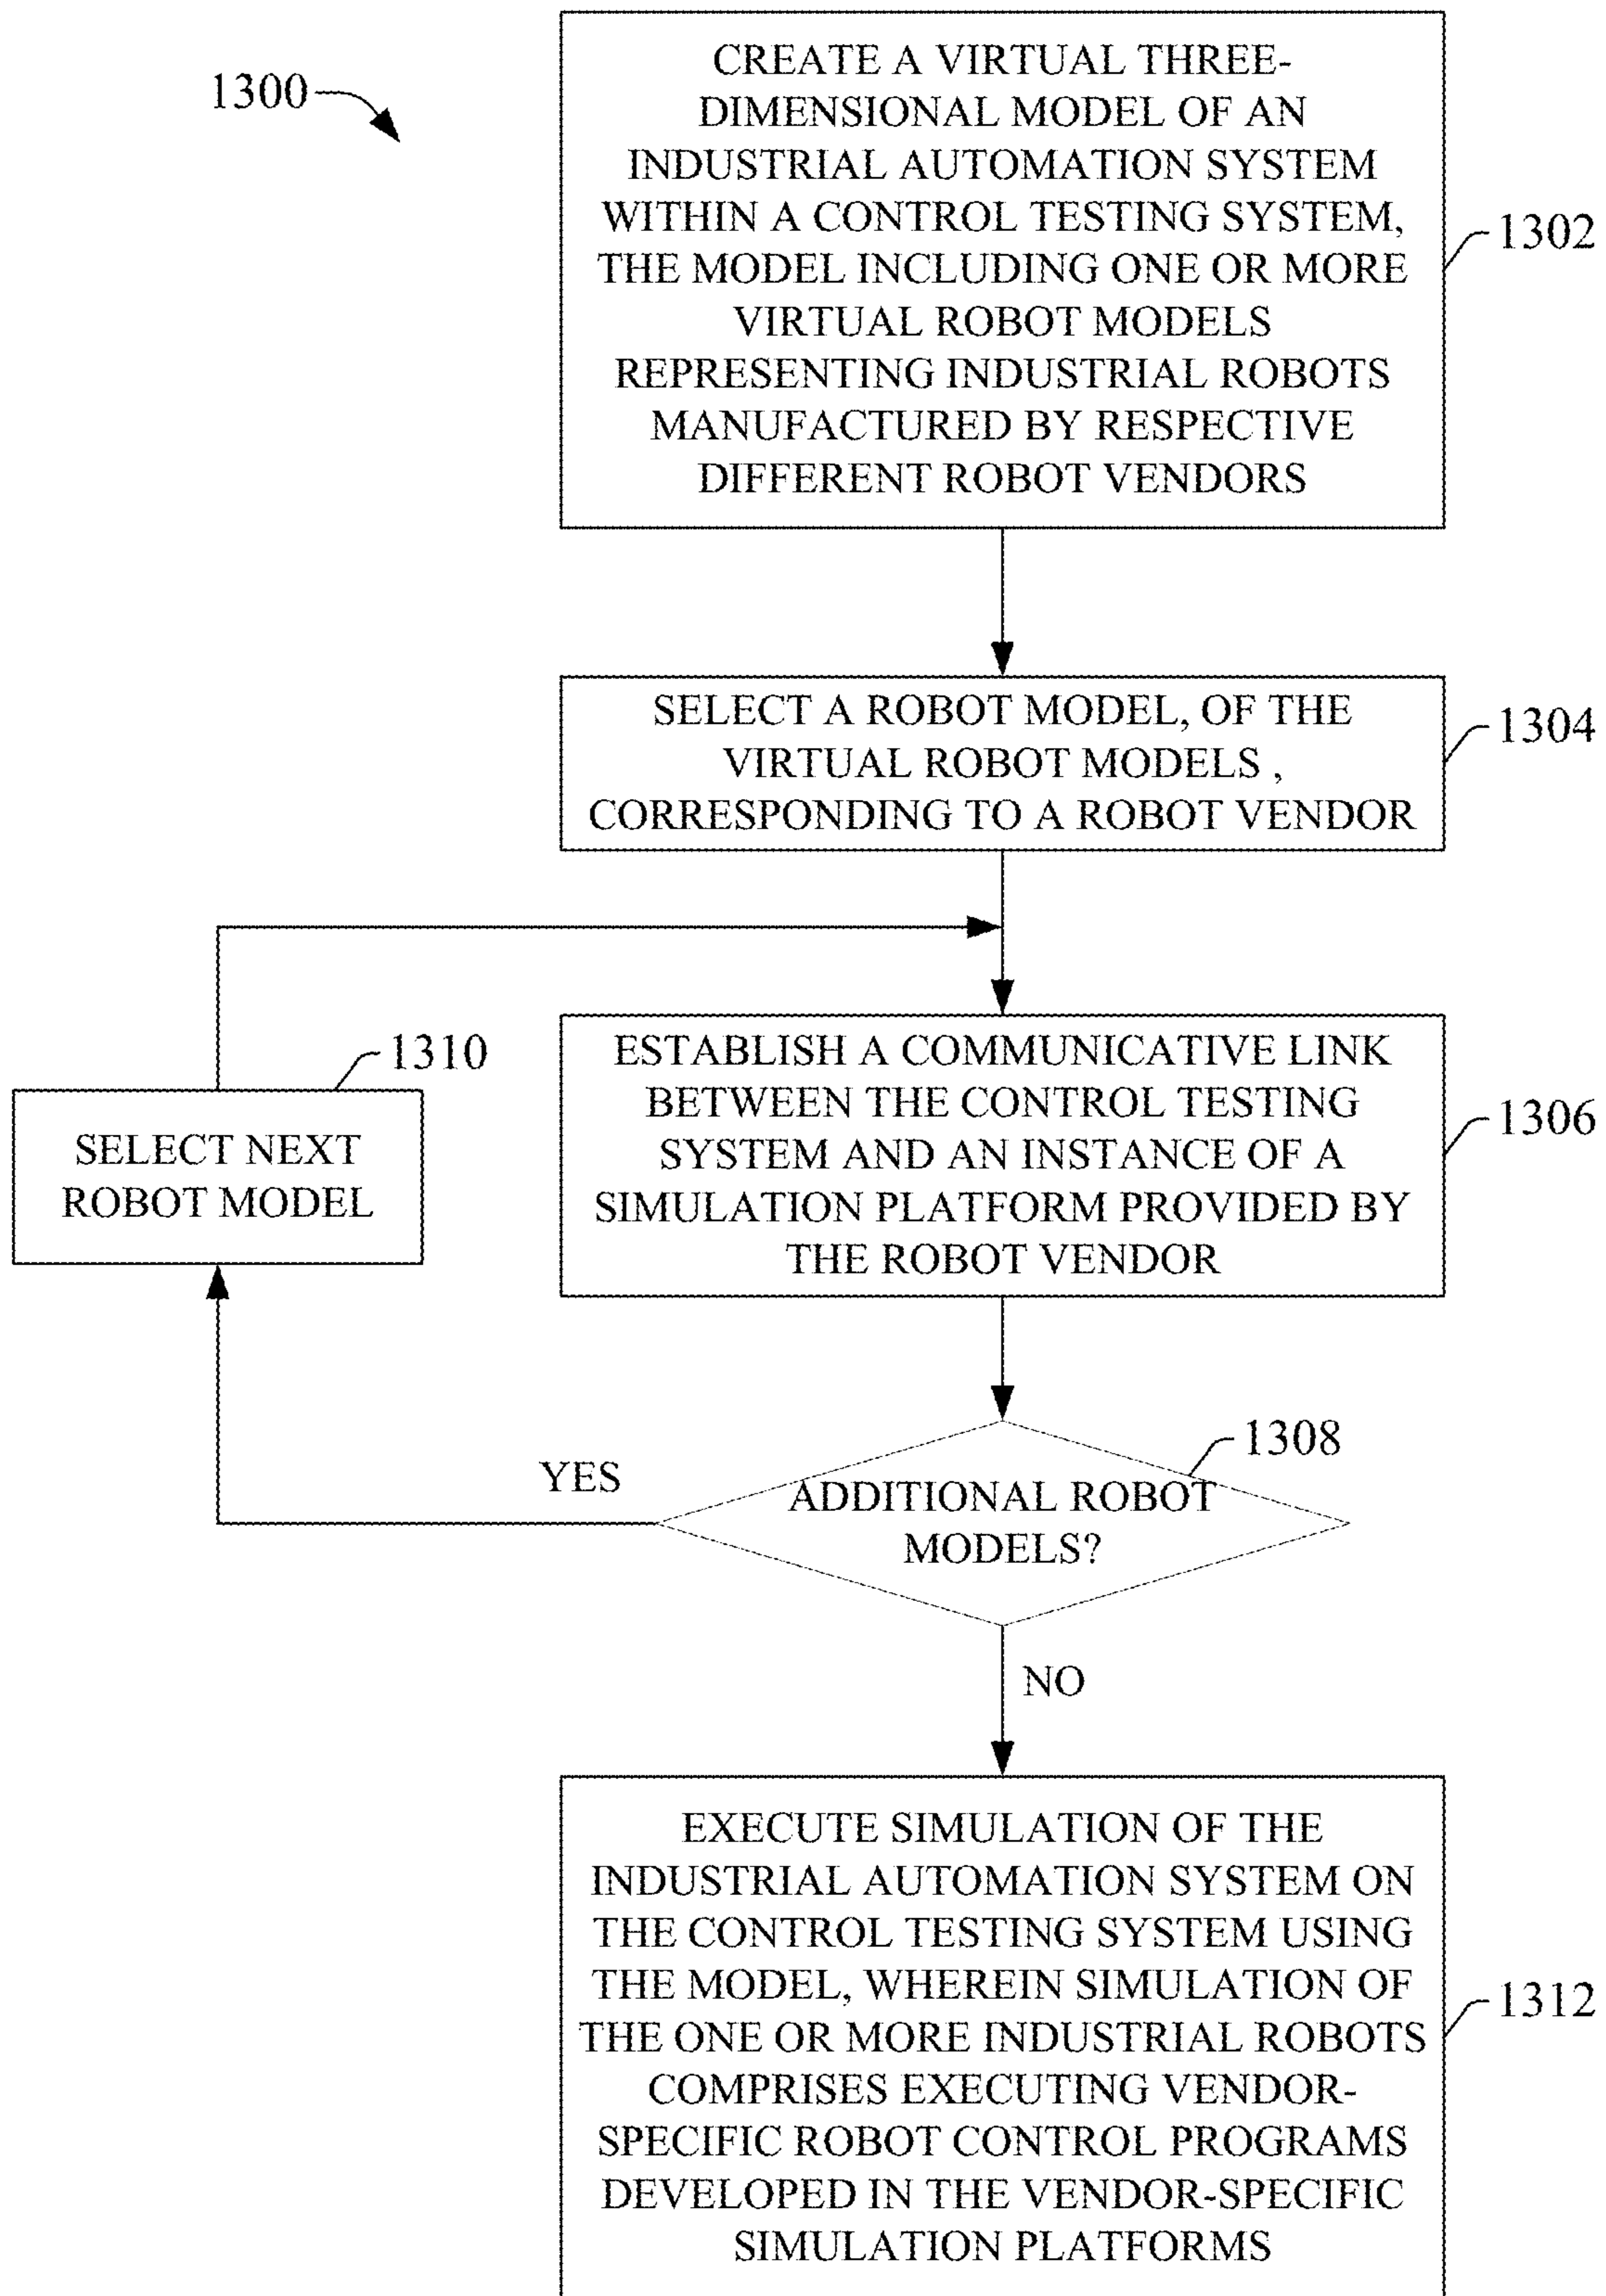 1300
CREATE A VIRTUAL THREE-
DIMENSIONAL MODEL OF AN
INDUSTRIAL AUTOMATION SYSTEM
WITHIN A CONTROL TESTING SYSTEM,
THE MODEL INCLUDING ONE OR MORE
VIRTUAL ROBOT MODELS
REPRESENTING INDUSTRIAL ROBOTS
MANUFACTURED BY RESPECTIVE
DIFFERENT ROBOT VENDORS
1302
SELECT A ROBOT MODEL, OF THE
VIRTUAL ROBOT MODELS ,
CORRESPONDING TO A ROBOT VENDOR
1304
ESTABLISH A COMMUNICATIVE LINK
BETWEEN THE CONTROL TESTING
SYSTEM AND AN INSTANCE OF A
SIMULATION PLATFORM PROVIDED BY
THE ROBOT VENDOR
1306
1310
SELECT NEXT
ROBOT MODEL
1308
ADDITIONAL ROBOT
MODELS?
YES
NO
EXECUTE SIMULATION OF THE
INDUSTRIAL AUTOMATION SYSTEM ON
THE CONTROL TESTING SYSTEM USING
THE MODEL, WHEREIN SIMULATION OF
THE ONE OR MORE INDUSTRIAL ROBOTS
COMPRISES EXECUTING VENDOR-
SPECIFIC ROBOT CONTROL PROGRAMS
DEVELOPED IN THE VENDOR-SPECIFIC
SIMULATION PLATFORMS
1312